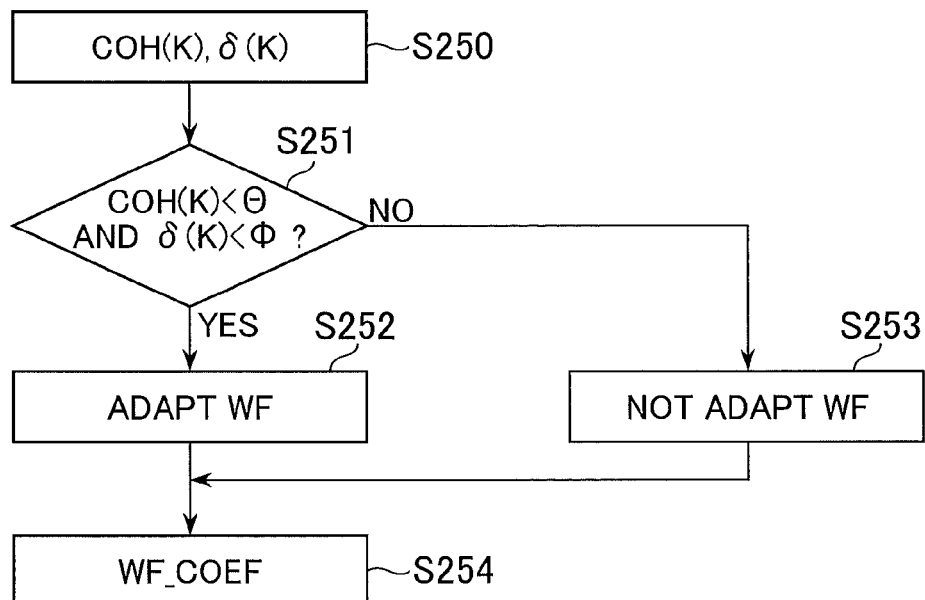 COH(K), δ(K)
S250
S251
COH(K)<Θ
AND δ(K)<Φ ?
NO
YES
S252
S253
ADAPT WF
NOT ADAPT WF
WF_COEF
S254